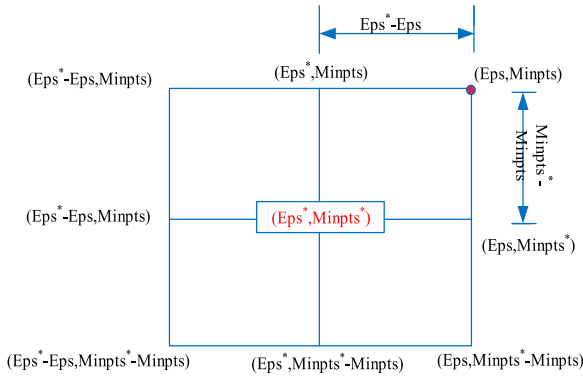 Eps*-Eps
(Eps*-Eps,Minpts)
(Eps*,Minpts)
(Eps,Minpts)
Minpts*-
Minpts
(Eps*-Eps,Minpts)
(Eps*,Minpts*)
(Eps,Minpts*)
(Eps*-Eps,Minpts*-Minpts)
(Eps*,Minpts*-Minpts)
(Eps,Minpts*-Minpts)